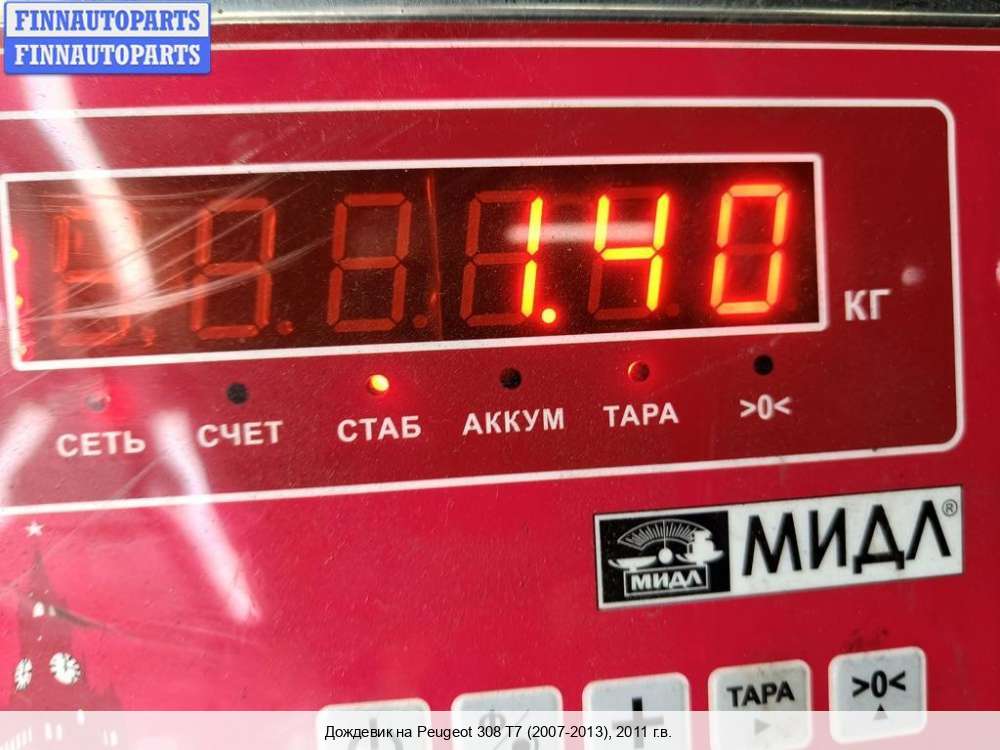 FINNAUTOPARTS
FINNAUTOPARTS
1.40
КГ
СЕТЬ СЧЕТ СТАБ АККУМ ТАРА >0<
МИДЛ МИДЛ®
+ ТАРА >0<
Дождевик на Peugeot 308 T7 (2007-2013), 2011 г.в.